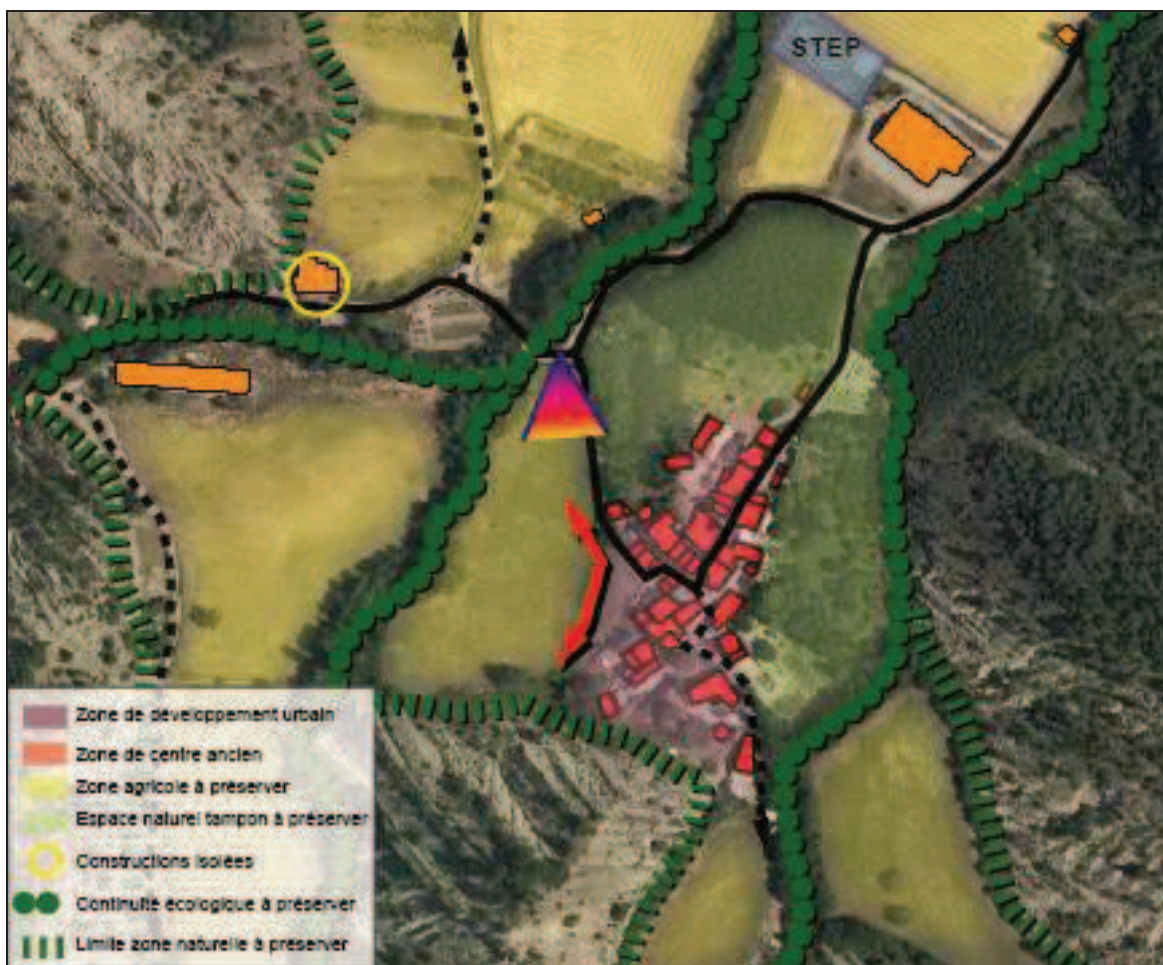 STEP
Zone de développement urbain
Zone de centre ancien
Zone agricole à préserver
Espace naturel tampon à préserver
Constructions isolées
Continuité écologique à préserver
Limite zone naturelle à préserver